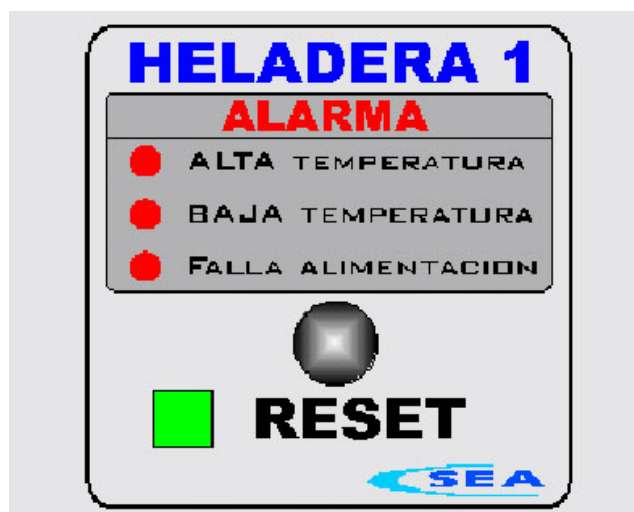 HELADERA 1
ALARMA
ALTA TEMPERATURA
BAJA TEMPERATURA
FALLA ALIMENTACION
RESET
SEA